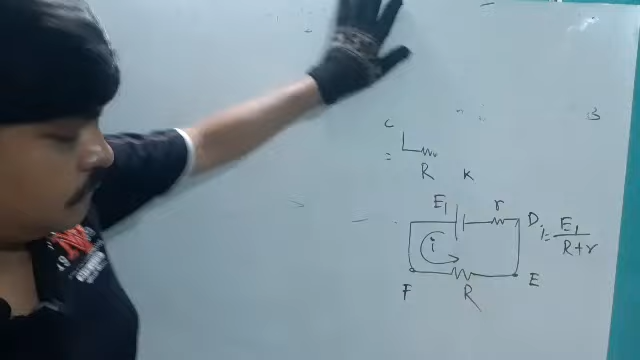 C B
=
R K
E1 r D i = E1 / R+r
i
F R E